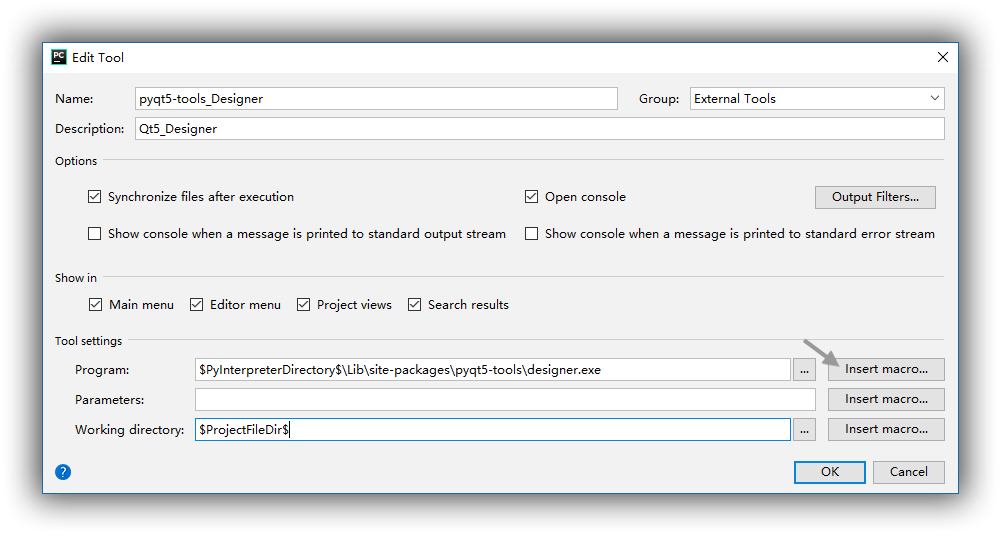 PC Edit Tool
Name: pyqt5-tools_Designer Group: External Tools
Description: Qt5_Designer
Options
Synchronize files after execution Open console Output Filters...
Show console when a message is printed to standard output stream Show console when a message is printed to standard error stream
Show in
Main menu Editor menu Project views Search results
Tool settings
Program: $PyInterpreterDirectory$\Lib\site-packages\pyqt5-tools\designer.exe ... Insert macro...
Parameters: Insert macro...
Working directory: $ProjectFileDir$ ... Insert macro...
? OK Cancel